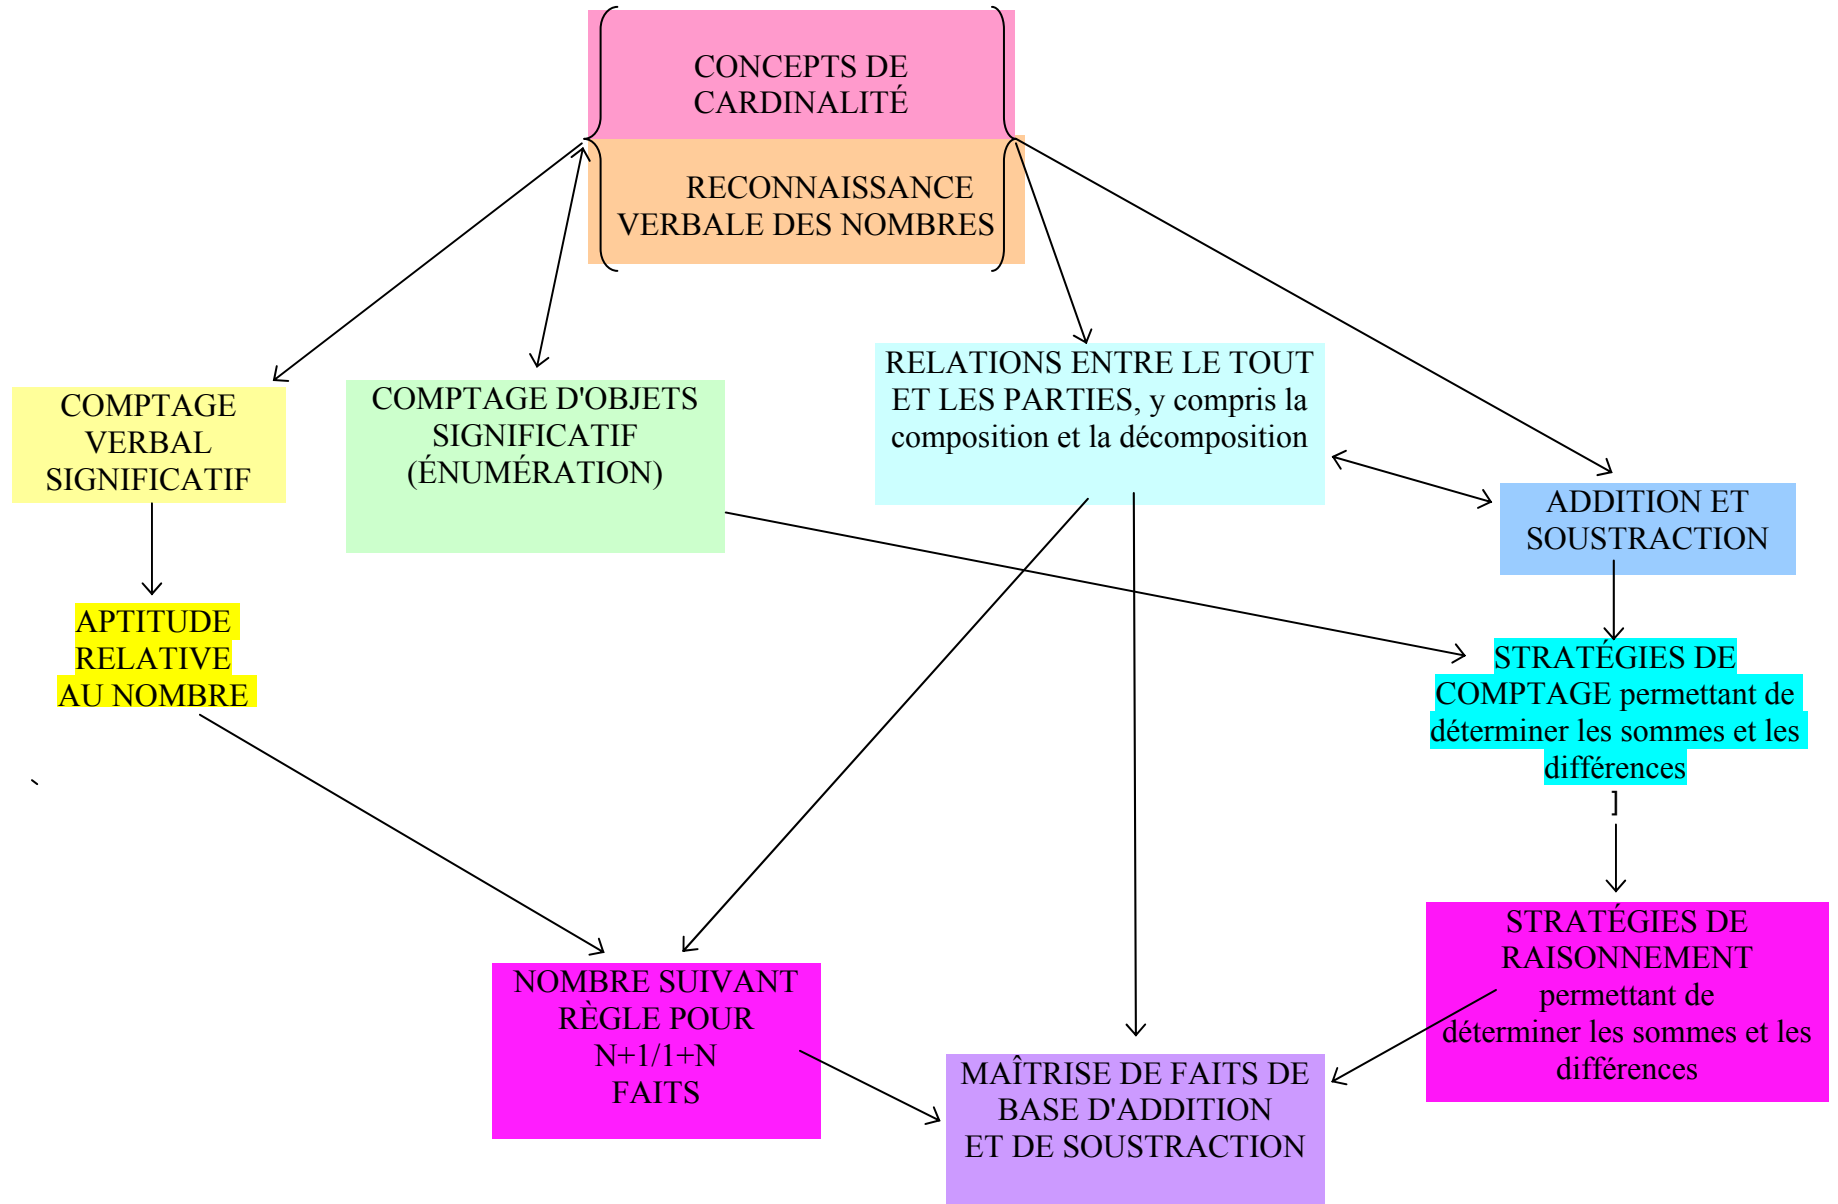 CONCEPTS DE
CARDINALITÉ
RECONNAISSANCE
VERBALE DES NOMBRES
COMPTAGE
VERBAL
SIGNIFICATIF
COMPTAGE D'OBJETS
SIGNIFICATIF
(ÉNUMÉRATION)
RELATIONS ENTRE LE TOUT
ET LES PARTIES, y compris la
composition et la décomposition
ADDITION ET
SOUSTRACTION
APTITUDE
RELATIVE
AU NOMBRE
STRATÉGIES DE
COMPTAGE permettant de
déterminer les sommes et les
différences
]
NOMBRE SUIVANT
RÈGLE POUR
N+1/1+N
FAITS
MAÎTRISE DE FAITS DE
BASE D'ADDITION
ET DE SOUSTRACTION
STRATÉGIES DE
RAISONNEMENT
permettant de
déterminer les sommes et les
différences